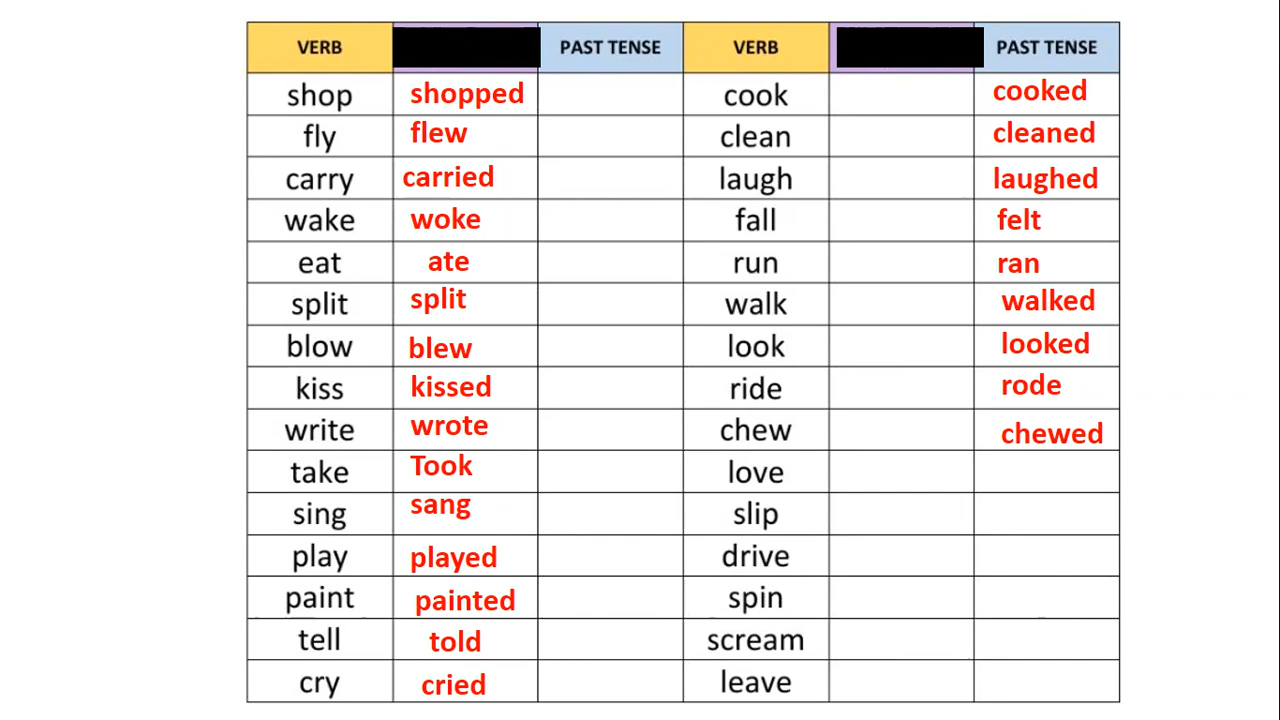 VERB PAST TENSE VERB PAST TENSE
shop shopped cook cooked
fly flew clean cleaned
carry carried laugh laughed
wake woke fall felt
eat ate run ran
split split walk walked
blow blew look looked
kiss kissed ride rode
write wrote chew chewed
take Took love
sing sang slip
play played drive
paint painted spin
tell told scream
cry cried leave